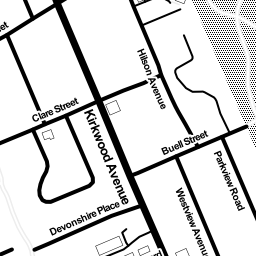 Hilson Avenue
Clare Street
Kirkwood Avenue
Buell Street
Parkview Road
Devonshire Place
Westview Avenue